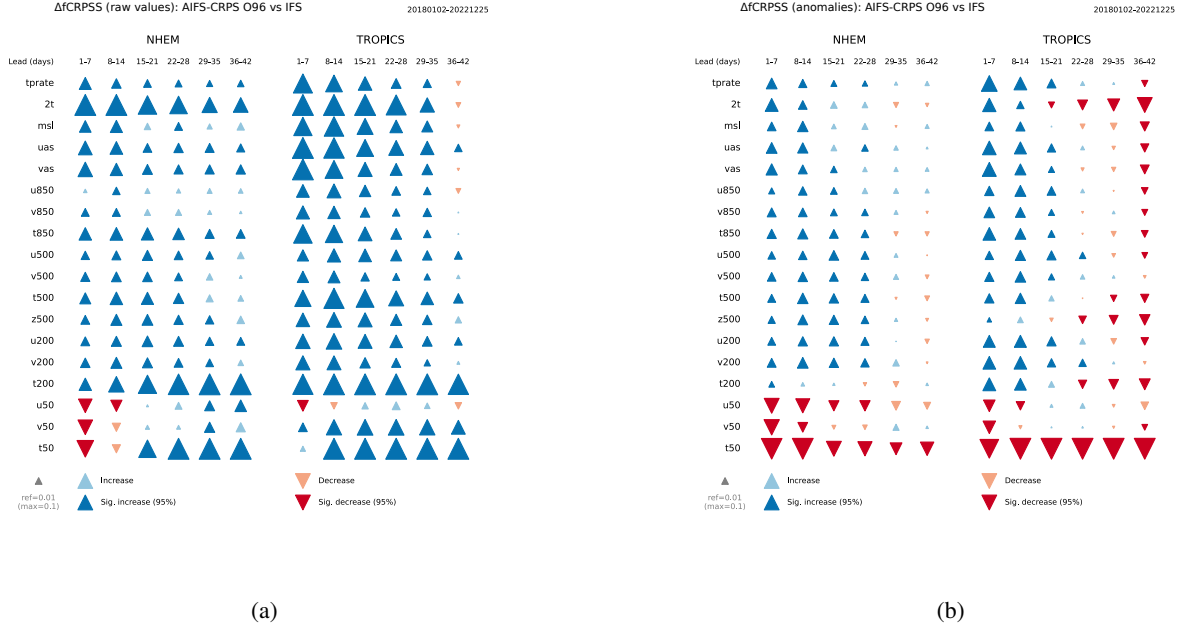 ΔfCRPSS (raw values): AIFS-CRPS O96 vs IFS
20180102–20221225
NHEM
TROPICS
Lead (days)
1–7 8–14 15–21 22–28 29–35 36–42
1–7 8–14 15–21 22–28 29–35 36–42
tprate
2t
msl
uas
vas
u850
v850
t850
u500
v500
t500
z500
u200
v200
t200
u50
v50
t50
ref=0.01
(max=0.1)
Increase
Sig. increase (95%)
Decrease
Sig. decrease (95%)
(a)
ΔfCRPSS (anomalies): AIFS-CRPS O96 vs IFS
20180102–20221225
NHEM
TROPICS
Lead (days)
1–7 8–14 15–21 22–28 29–35 36–42
1–7 8–14 15–21 22–28 29–35 36–42
tprate
2t
msl
uas
vas
u850
v850
t850
u500
v500
t500
z500
u200
v200
t200
u50
v50
t50
ref=0.01
(max=0.1)
Increase
Sig. increase (95%)
Decrease
Sig. decrease (95%)
(b)